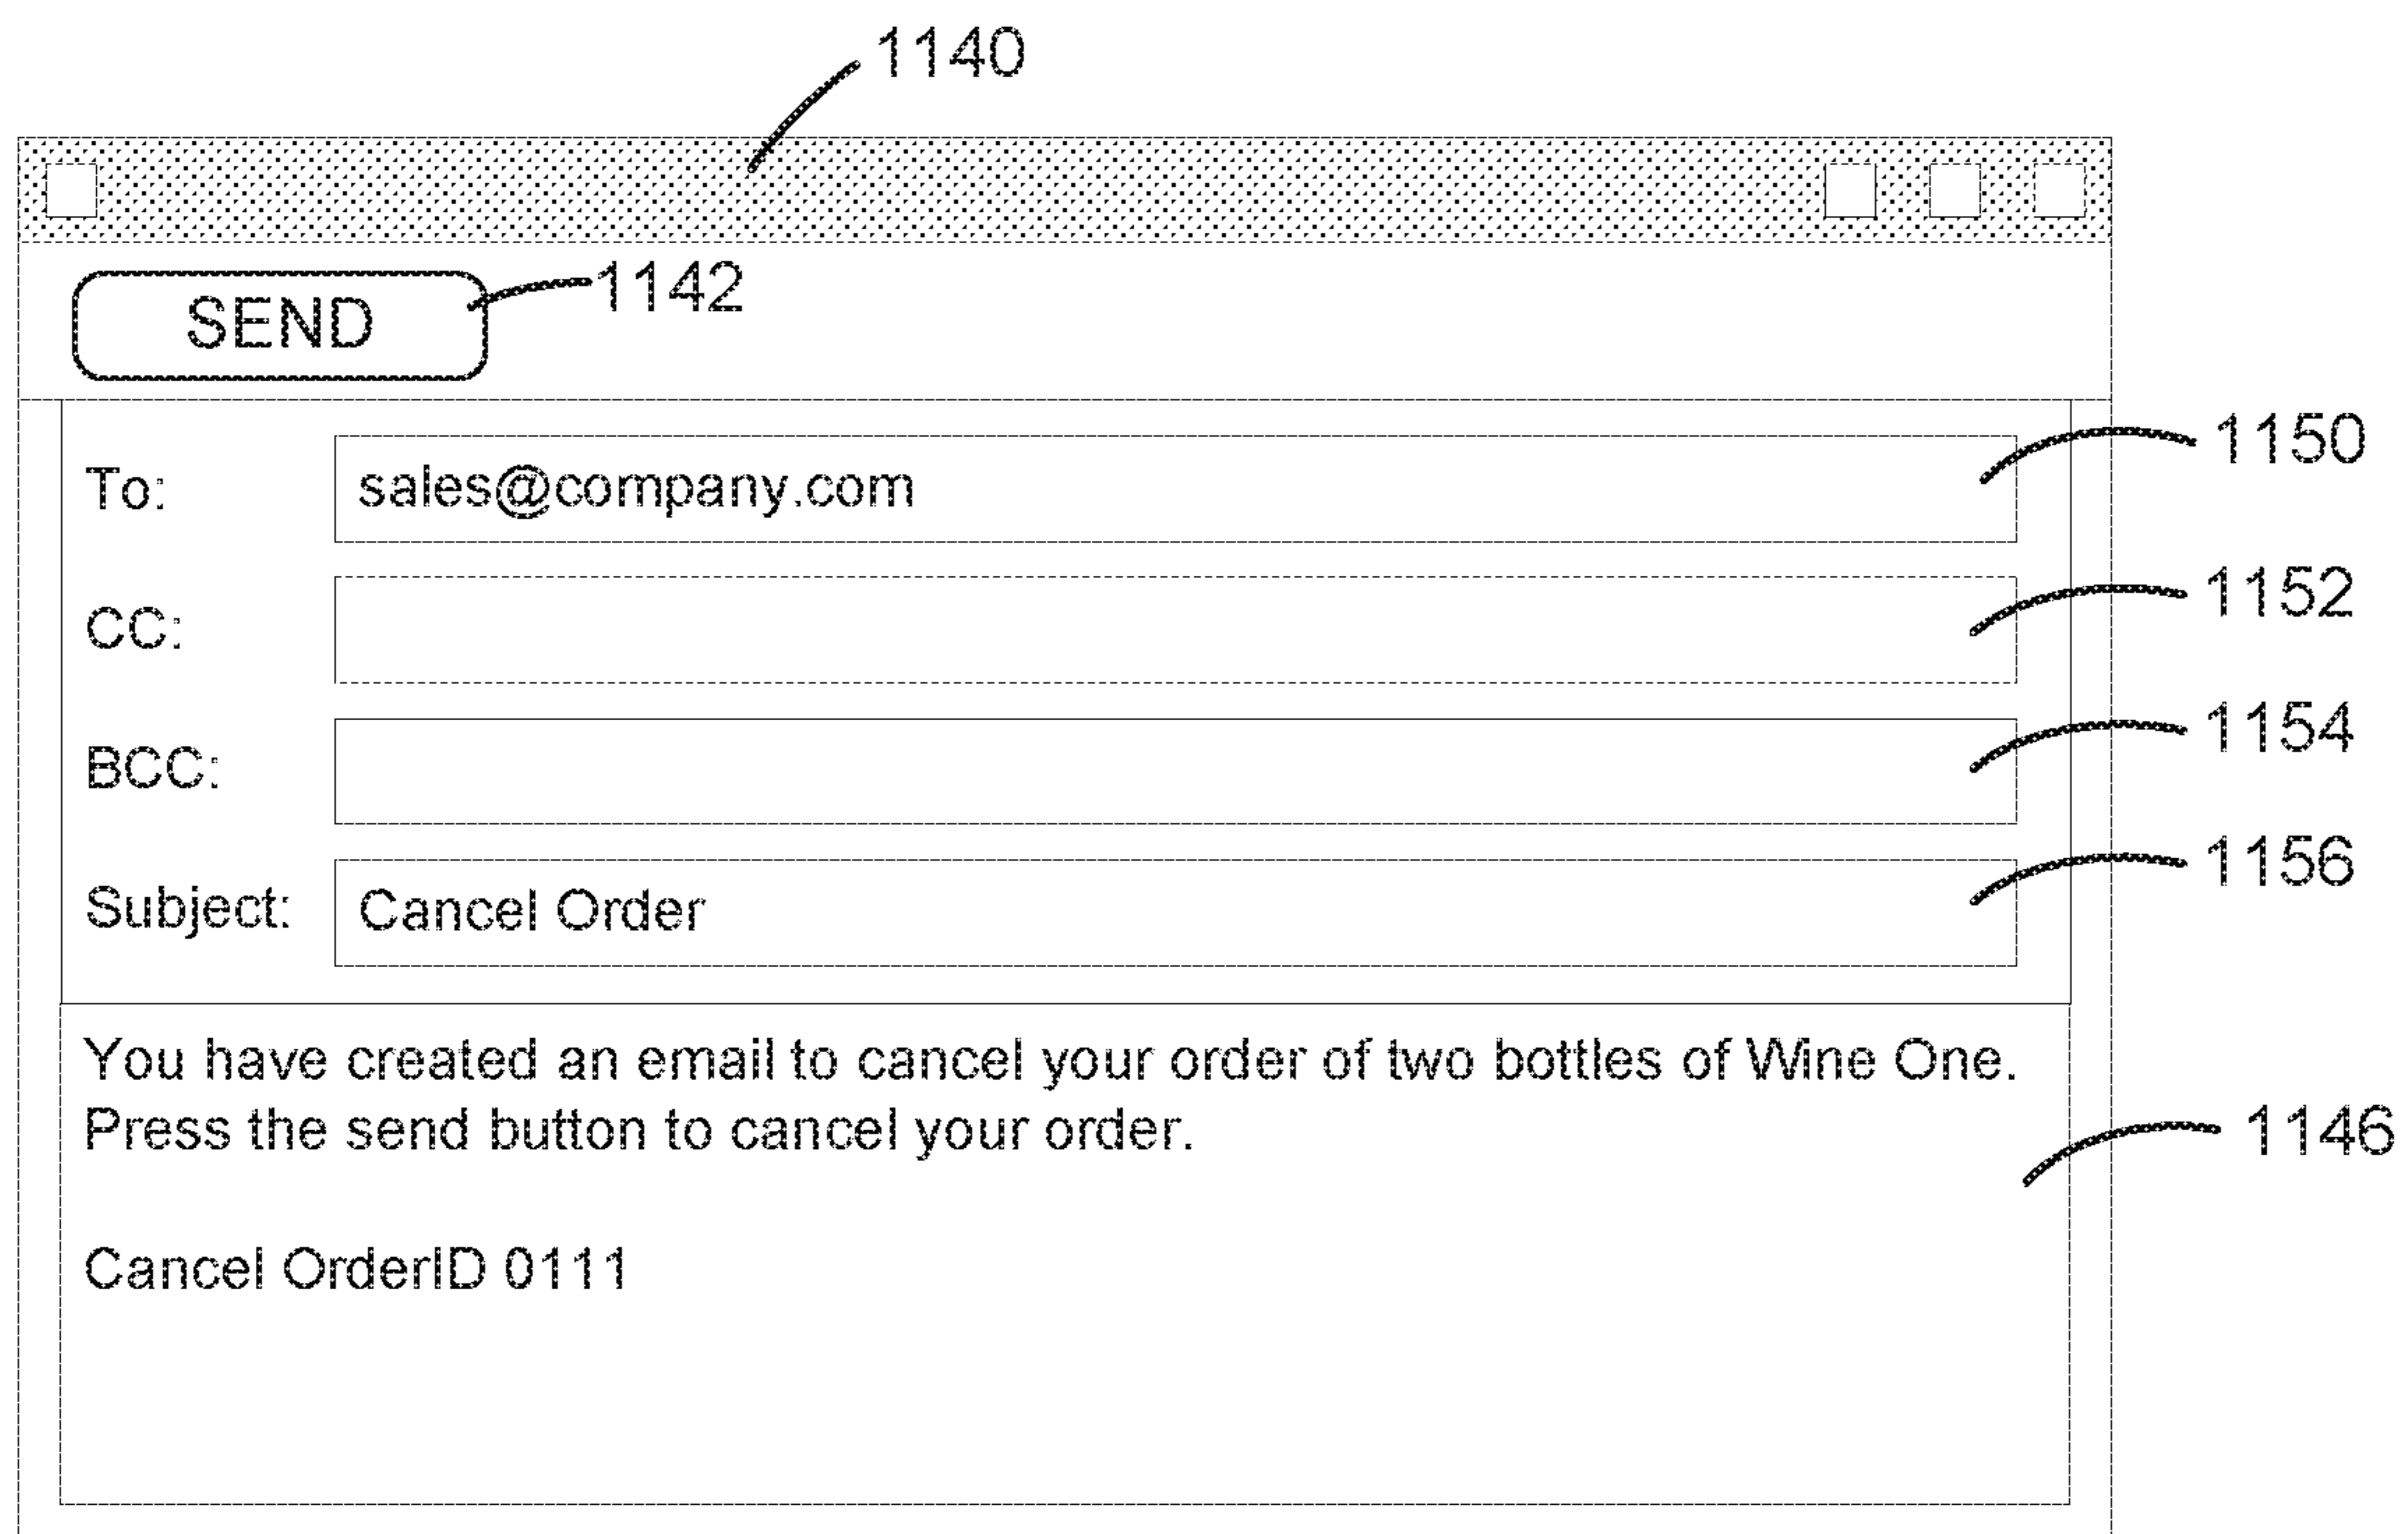 1140
SEND
1142
To: sales@company.com 1150
CC: 1152
BCC: 1154
Subject: Cancel Order 1156
You have created an email to cancel your order of two bottles of Wine One.
Press the send button to cancel your order.
1146
Cancel OrderID 0111